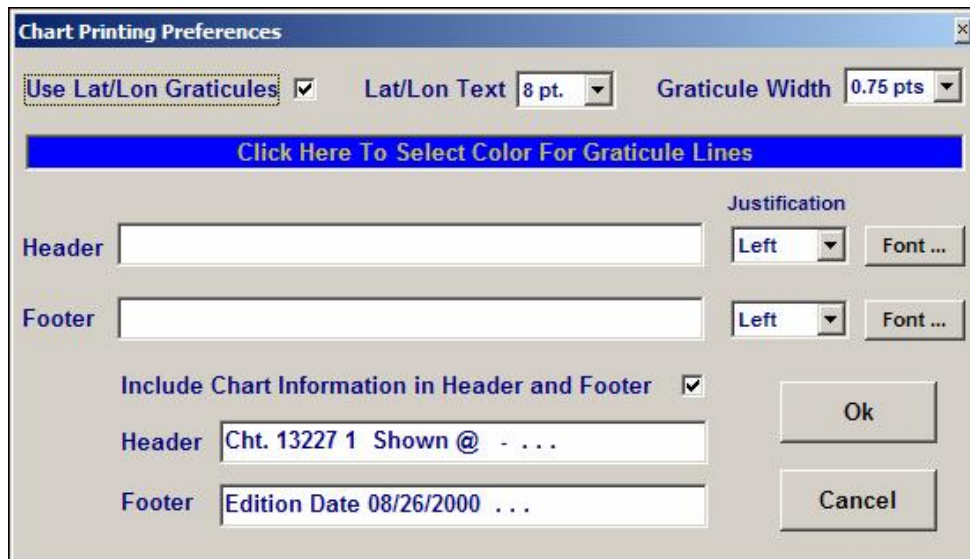 Chart Printing Preferences
Use Lat/Lon Graticules Lat/Lon Text 8 pt. Graticule Width 0.75 pts
Click Here To Select Color For Graticule Lines
Justification
Header Left Font ...
Footer Left Font ...
Include Chart Information in Header and Footer
Ok
Header Cht. 13227 1 Shown @ - . . .
Footer Edition Date 08/26/2000 . . .
Cancel